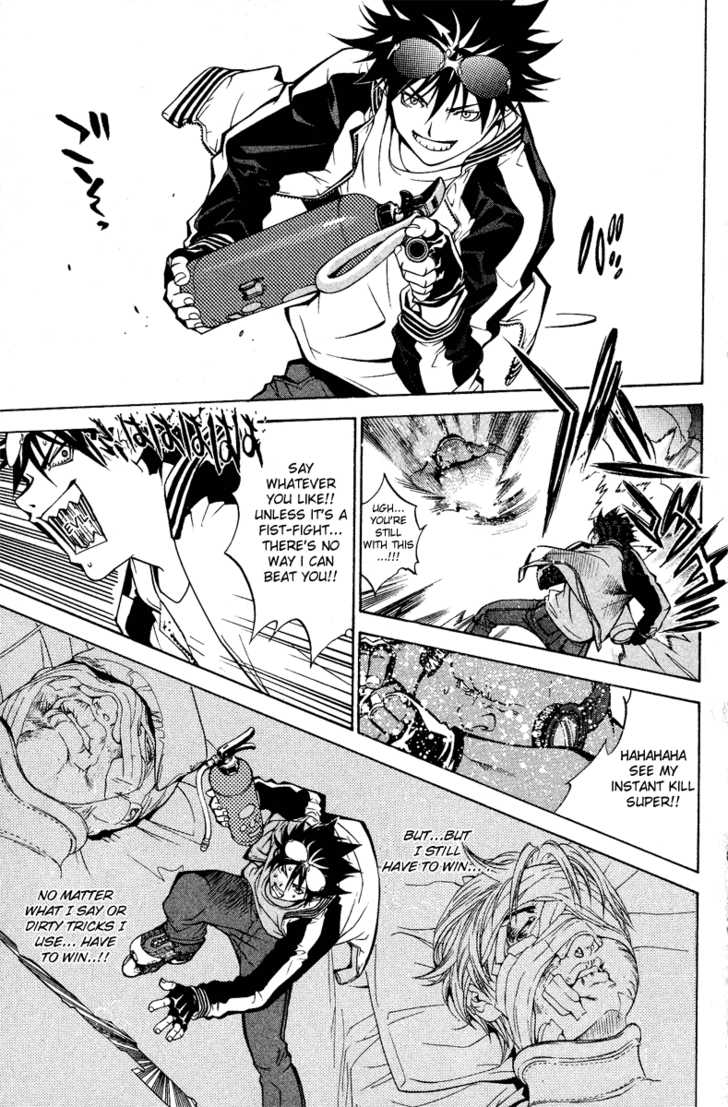 UGH...
YOU'RE
STILL
WITH THIS
...!!!
SAY
WHATEVER
YOU LIKE!!
UNLESS IT'S A
FIST-FIGHT...
THERE'S NO
WAY I CAN
BEAT YOU!!
EVIL
HAHAHAHA
SEE MY
INSTANT KILL
SUPER!!
BUT...BUT
I STILL
HAVE TO WIN...
NO MATTER
WHAT I SAY OR
DIRTY TRICKS I
USE... HAVE
TO WIN..!!